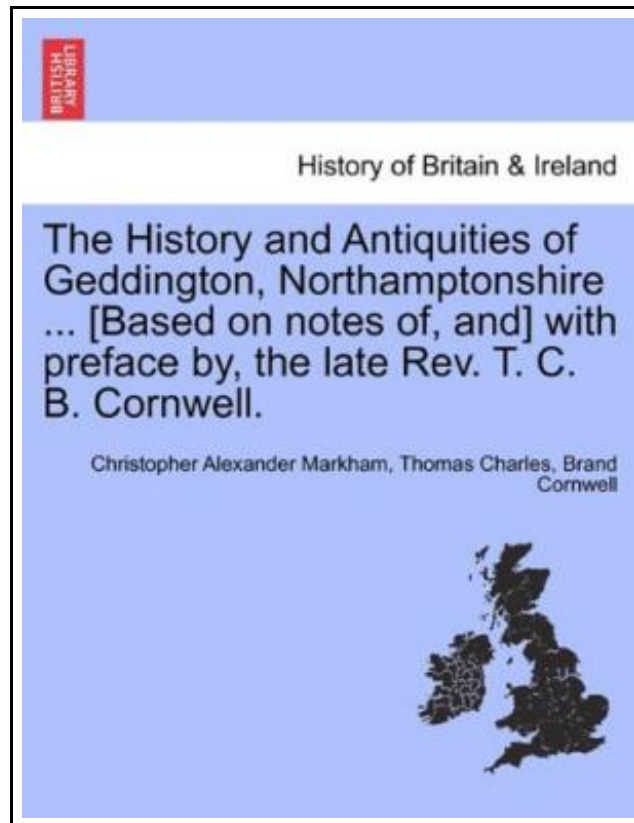 BRITISH
LIBRARY
History of Britain & Ireland
The History and Antiquities of
Geddington, Northamptonshire
... [Based on notes of, and] with
preface by, the late Rev. T. C.
B. Cornwell.
Christopher Alexander Markham, Thomas Charles, Brand
Cornwell